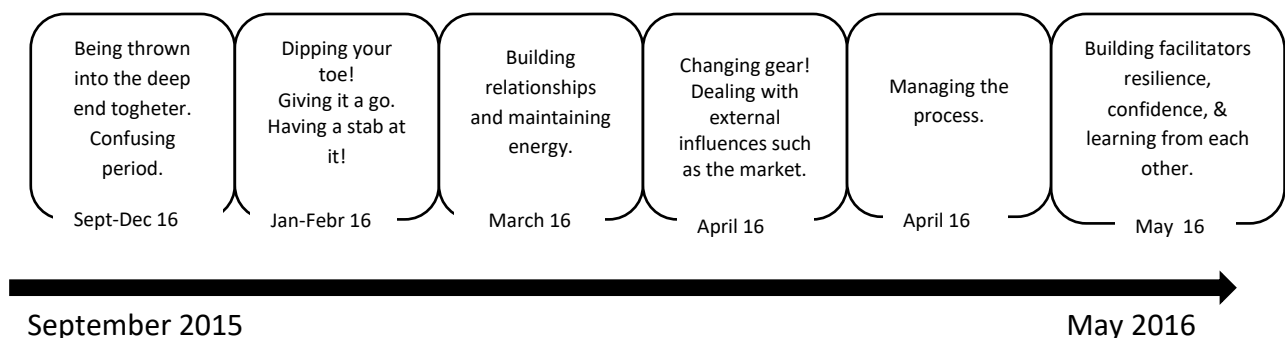 Being thrown
into the deep
end togheter.
Confusing
period.
Sept-Dec 16
Dipping your
toe!
Giving it a go.
Having a stab at
it!
Jan-Febr 16
Building
relationships
and maintaining
energy.
March 16
Changing gear!
Dealing with
external
influences such
as the market.
April 16
Managing the
process.
April 16
Building facilitators
resilience,
confidence, &
learning from each
other.
May 16
September 2015
May 2016